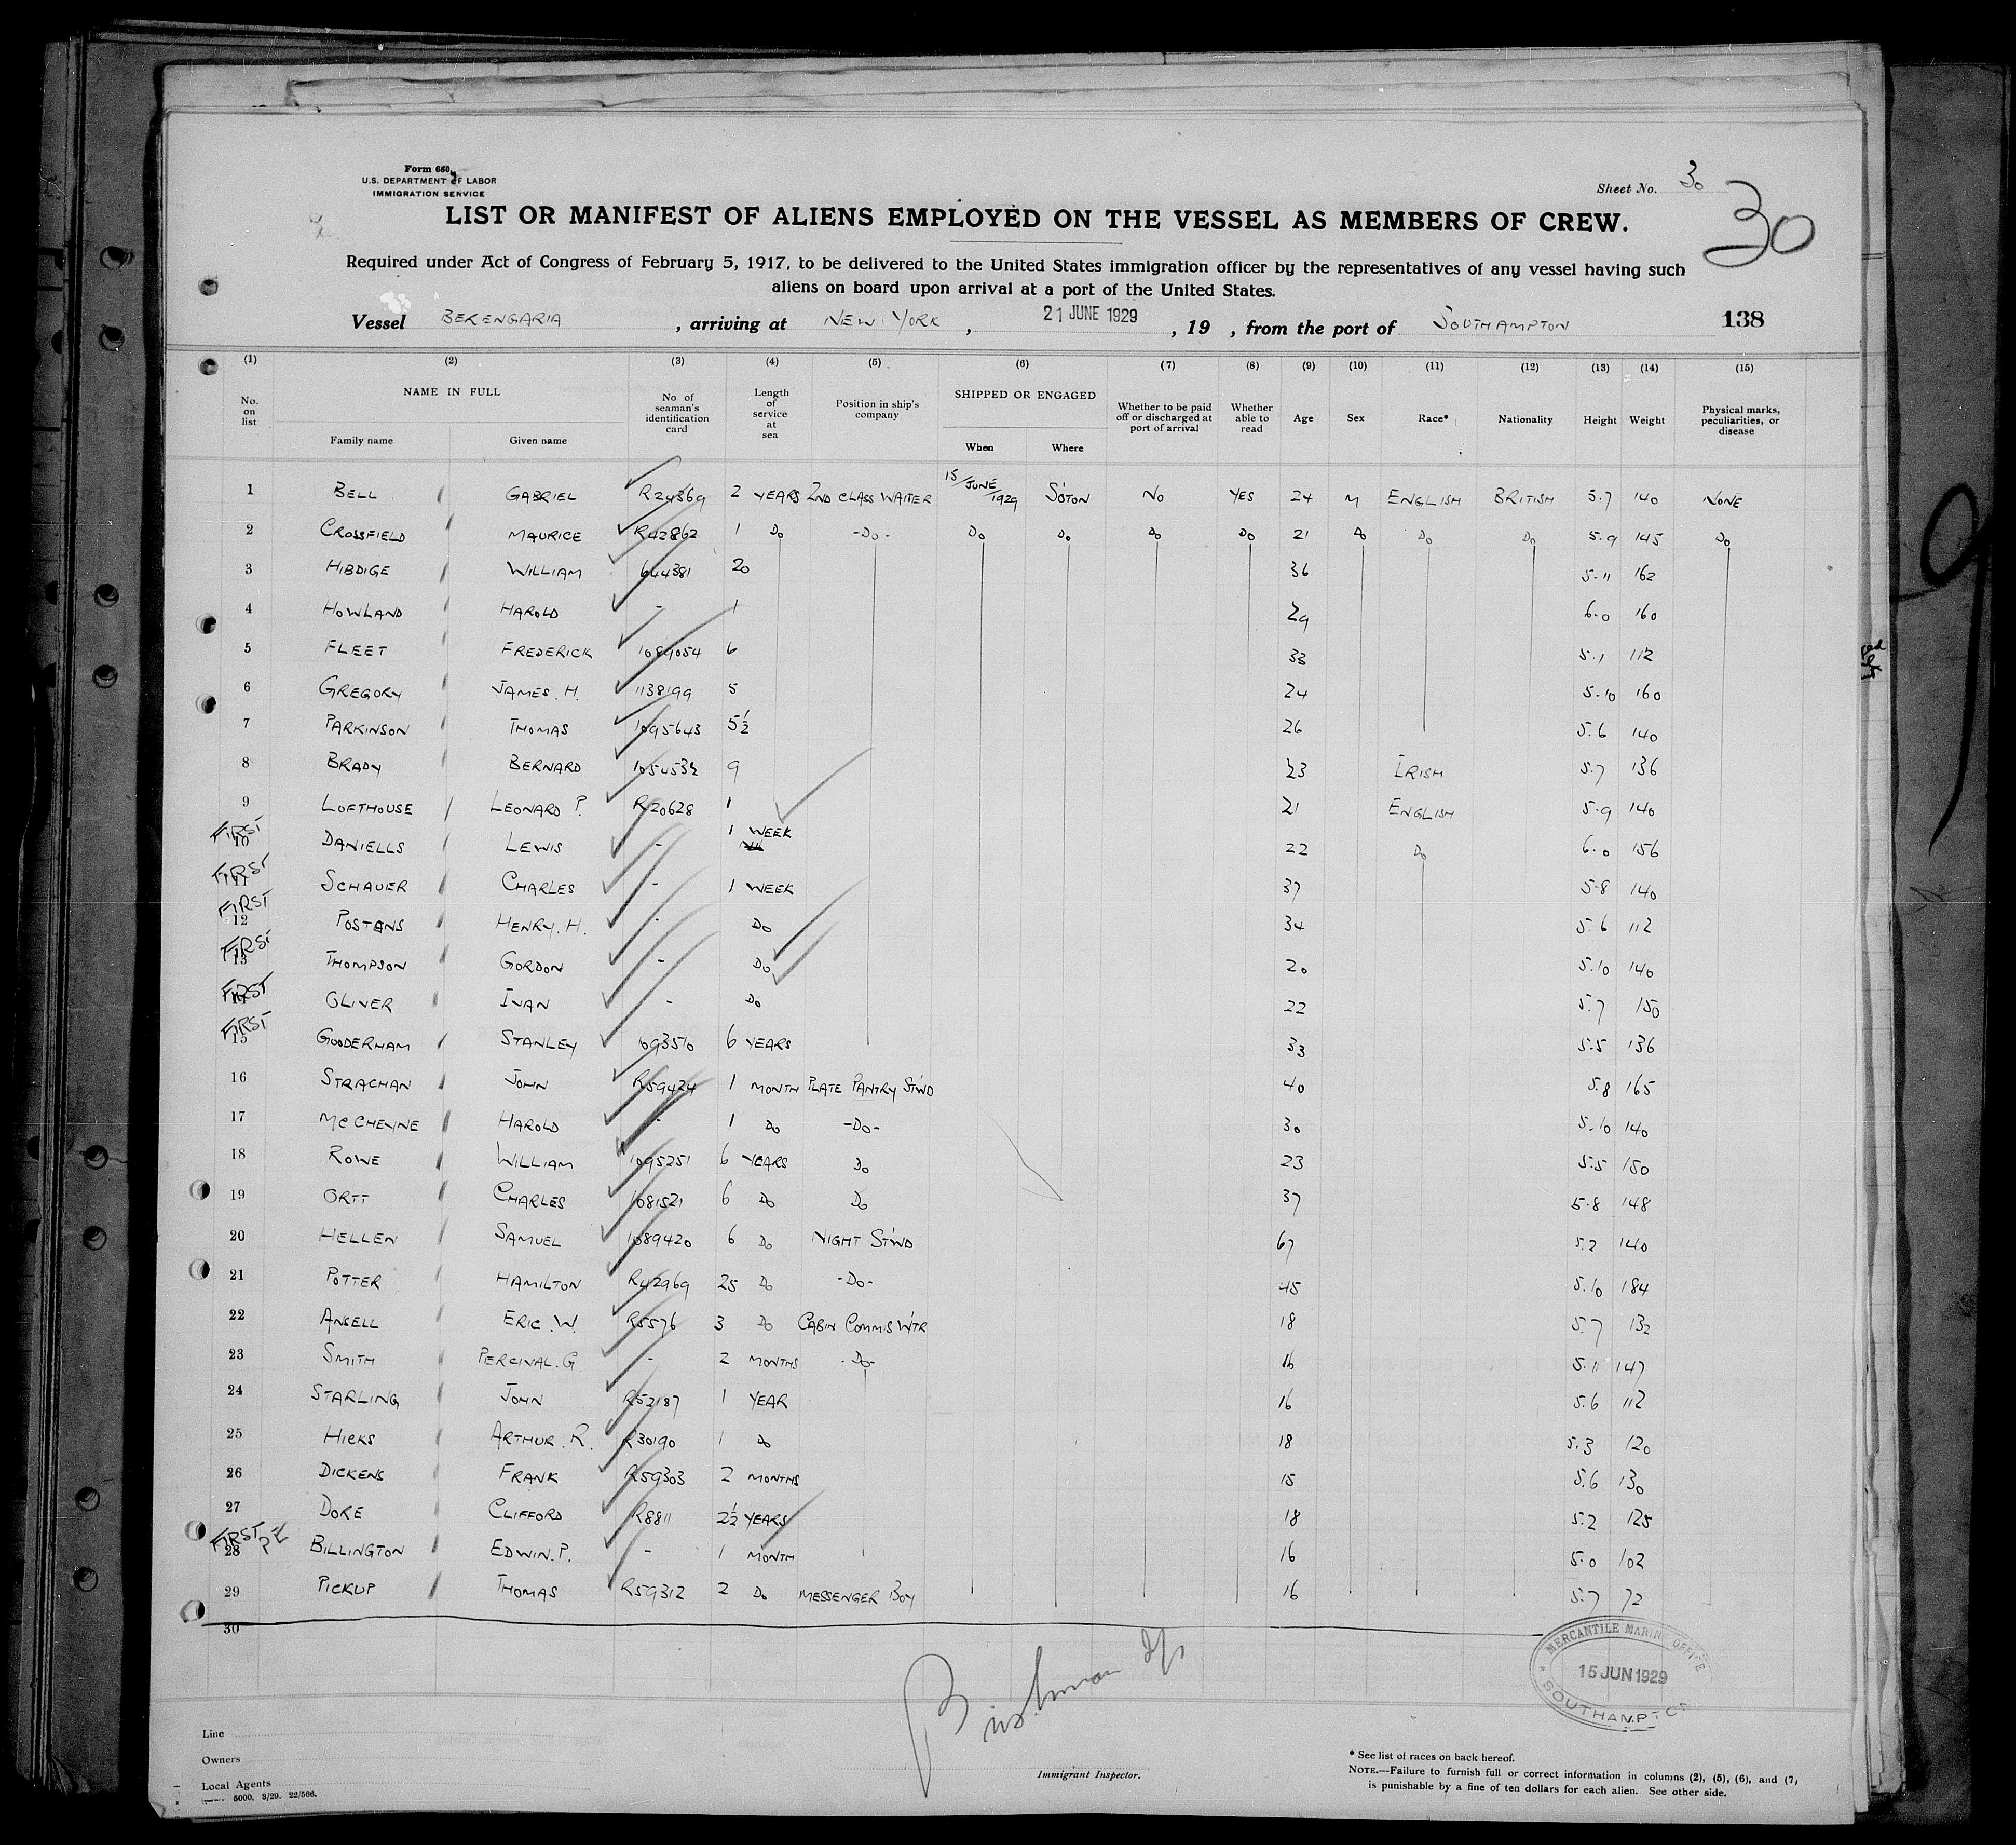 Form 680
U.S. DEPARTMENT OF LABOR
IMMIGRATION SERVICE
Sheet No. 30
30
LIST OR MANIFEST OF ALIENS EMPLOYED ON THE VESSEL AS MEMBERS OF CREW.
Required under Act of Congress of February 5, 1917, to be delivered to the United States immigration officer by the representatives of any vessel having such
aliens on board upon arrival at a port of the United States.
Vessel BERENGARIA, arriving at NEW YORK, 21 JUNE 1929, 19 , from the port of SOUTHAMPTON 138
(1) (2) (3) (4) (5) (6) (7) (8) (9) (10) (11) (12) (13) (14) (15)
No. on list NAME IN FULL Family name Given name No of seaman's identification card Length of service at sea Position in ship's company SHIPPED OR ENGAGED When Where Whether to be paid off or discharged at port of arrival Whether able to read Age Sex Race* Nationality Height Weight Physical marks, peculiarities, or disease
1 BELL GABRIEL R24369 2 YEARS 2ND CLASS WAITER 15/JUNE/1929 SOTON NO YES 24 M ENGLISH BRITISH 5.7 140 NONE
2 CROSSFIELD MAURICE R42862 1 DO -DO- DO DO DO DO 21 DO DO DO 5.9 145 DO
3 HIBDIGE WILLIAM 644381 20 36 5.11 162
4 HOWLAND HAROLD - 1 29 6.0 160
5 FLEET FREDERICK 1089054 6 33 5.1 112
6 GREGORY JAMES. H. 1138199 5 24 5.10 160
7 PARKINSON THOMAS 1095643 5½ 26 5.6 140
8 BRADY BERNARD 1054532 9 23 IRISH 5.7 136
9 LOFTHOUSE LEONARD P. R20628 1 21 ENGLISH 5.9 140
FIRST 10 DANIELLS LEWIS - 1 WEEK 22 DO 6.0 156
FIRST 11 SCHAUER CHARLES - 1 WEEK 37 5.8 140
FIRST 12 POSTANS HENRY. H. - DO 34 5.6 112
FIRST 13 THOMPSON GORDON - DO 20 5.10 140
FIRST 14 OLIVER IVAN - DO 22 5.7 150
FIRST 15 GOODERHAM STANLEY 1093510 6 YEARS 33 5.5 136
16 STRACHAN JOHN R59424 1 MONTH PLATE PANTRY STWD 40 5.8 165
17 MCCHEYNE HAROLD - 1 DO -DO- 30 5.10 140
18 ROWE WILLIAM 1095251 6 YEARS DO 23 5.5 150
19 ORTT CHARLES 1081521 6 DO DO 37 5.8 148
20 HELLEN SAMUEL 1089420 6 DO NIGHT STWD 67 5.2 140
21 POTTER HAMILTON R42969 25 DO -DO- 45 5.10 184
22 ANSELL ERIC .W. R5576 3 DO CABIN COMMIS WTR 18 5.7 132
23 SMITH PERCIVAL. G. - 2 MONTHS -DO- 16 5.11 147
24 STARLING JOHN R52187 1 YEAR 16 5.6 112
25 HICKS ARTHUR. R. R30190 1 DO 18 5.3 120
26 DICKENS FRANK R59303 2 MONTHS 15 5.6 130
27 DORE CLIFFORD R8811 2½ YEARS 18 5.2 125
FIRST 28 BILLINGTON EDWIN. P. - 1 MONTH 16 5.0 102
29 PICKUP THOMAS R59312 2 DO MESSENGER BOY 16 5.7 72
30
MERCANTILE MARINE OFFICE
15 JUN 1929
SOUTHAMPTON
Line
Owners
Local Agents
5000. 3/29. 22/566.
Immigrant Inspector.
* See list of races on back hereof.
NOTE.—Failure to furnish full or correct information in columns (2), (5), (6), and (7),
is punishable by a fine of ten dollars for each alien. See other side.